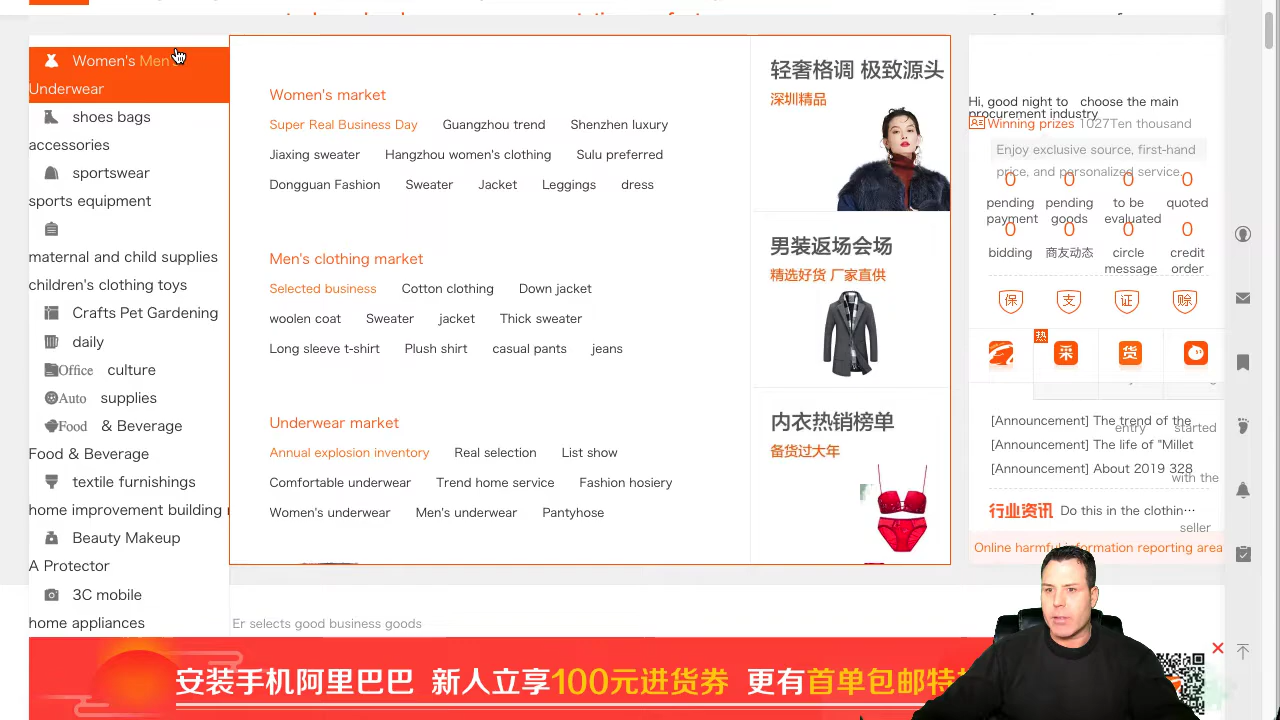 Women's Men
Underwear
shoes bags
accessories
sportswear
sports equipment
maternal and child supplies
children's clothing toys
Crafts Pet Gardening
daily
Office culture
Auto supplies
Food & Beverage
Food & Beverage
textile furnishings
home improvement building
Beauty Makeup
A Protector
3C mobile
home appliances
Women's market
Super Real Business Day Guangzhou trend Shenzhen luxury
Jiaxing sweater Hangzhou women's clothing Sulu preferred
Dongguan Fashion Sweater Jacket Leggings dress
Men's clothing market
Selected business Cotton clothing Down jacket
woolen coat Sweater jacket Thick sweater
Long sleeve t-shirt Plush shirt casual pants jeans
Underwear market
Annual explosion inventory Real selection List show
Comfortable underwear Trend home service Fashion hosiery
Women's underwear Men's underwear Pantyhose
轻奢格调 极致源头
深圳精品
男装返场会场
精选好货 厂家直供
内衣热销榜单
备货过大年
Hi, good night to choose the main
procurement industry
Winning prizes 1027Ten thousand
Enjoy exclusive source, first-hand
price, and personalized service.
0 0 0 0
pending payment
pending goods
to be evaluated
quoted
0 0 0 0
bidding
商友动态
circle message
credit order
保 支 证 赊
热
采 货
[Announcement] The trend of the
entry started
[Announcement] The life of "Millet
[Announcement] About 2019 328
with the
行业资讯 Do this in the clothin…
seller
Online harmful information reporting area
Er selects good business goods
安装手机阿里巴巴 新人立享100元进货券 更有首单包邮特